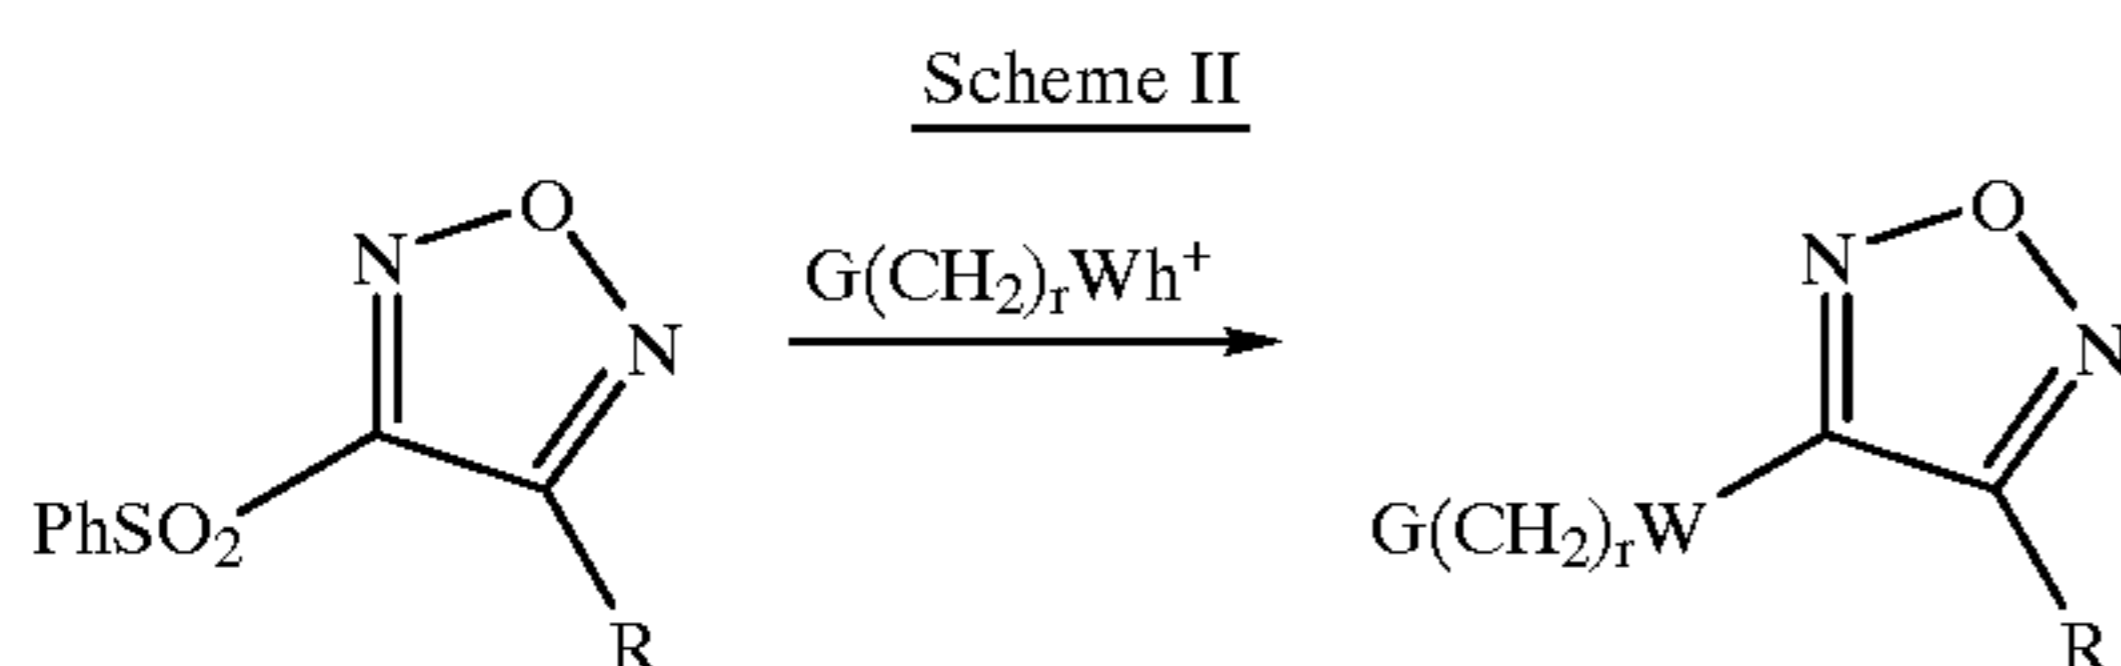 Scheme II
N O N
G(CH₂)ᵣWh⁺
PhSO₂
R
N O N
G(CH₂)ᵣW
R